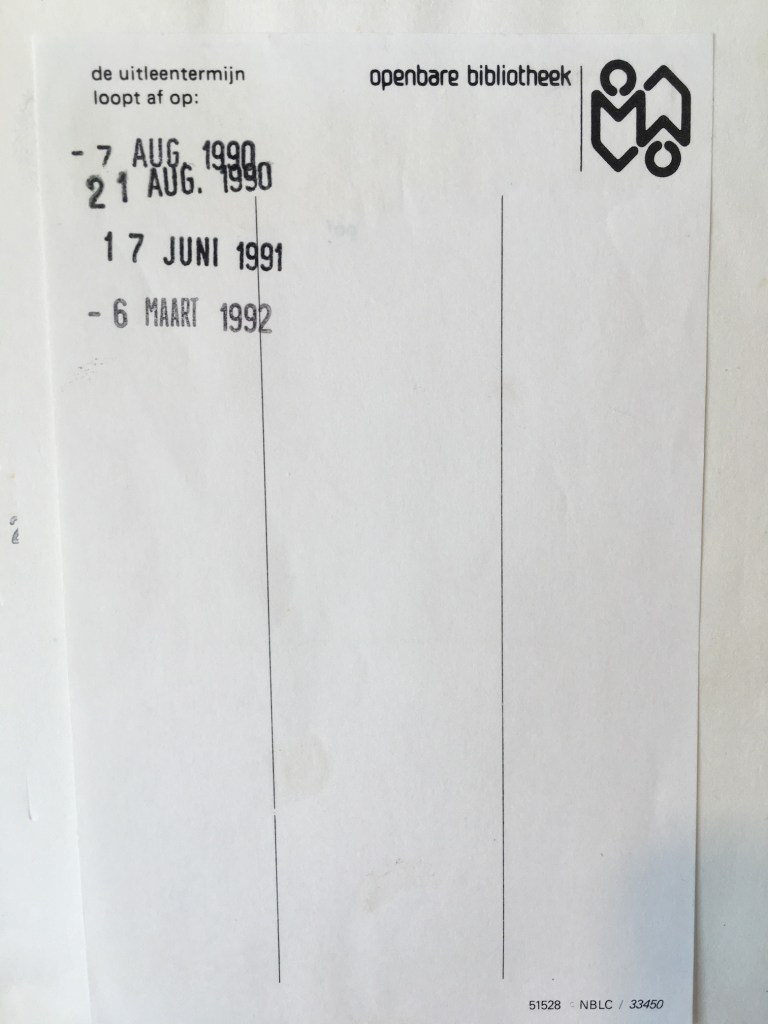 de uitleentermijn
loopt af op:
openbare bibliotheek
- 7 AUG. 1990
21 AUG. 1990
17 JUNI 1991
- 6 MAART 1992
51528 - NBLC / 33450